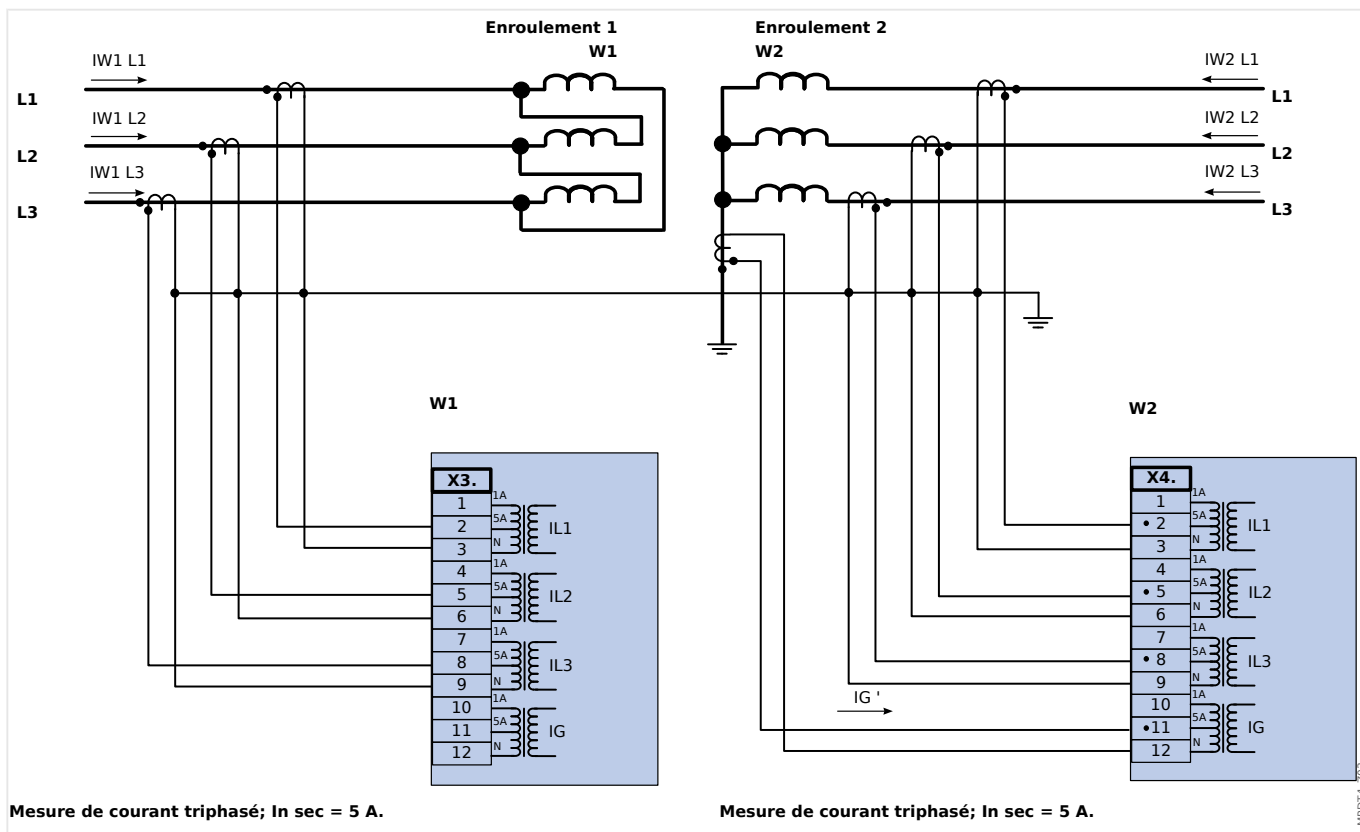 Enroulement 1
W1
Enroulement 2
W2
IW1 L1
L1
IW1 L2
L2
IW1 L3
L3
IW2 L1
L1
IW2 L2
L2
IW2 L3
L3
W1
X3.
1
2
3
4
5
6
7
8
9
10
11
12
1A
5A
N
IL1
1A
5A
N
IL2
1A
5A
N
IL3
1A
5A
N
IG
W2
X4.
1
• 2
3
4
• 5
6
7
• 8
9
10
•11
12
1A
5A
N
IL1
1A
5A
N
IL2
1A
5A
N
IL3
1A
5A
N
IG
IG '
Mesure de courant triphasé; In sec = 5 A.
Mesure de courant triphasé; In sec = 5 A.